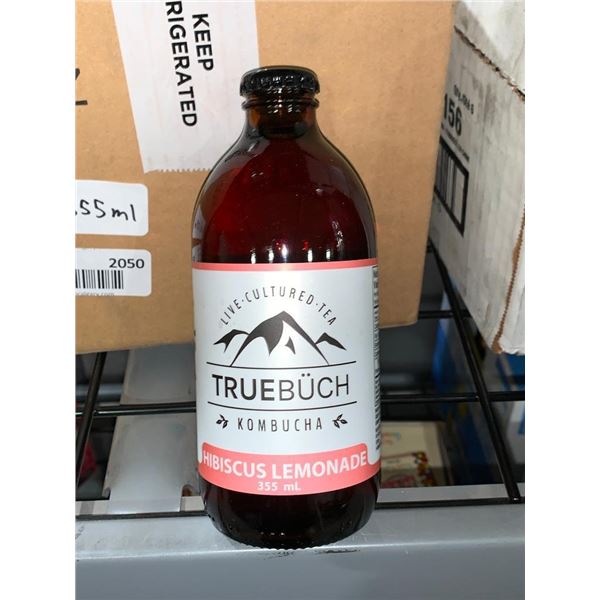 KEEP
RIGERATED
55ml
2050
156
LIVE·CULTURED·TEA
TRUEBÜCH
KOMBUCHA
HIBISCUS LEMONADE
355 mL